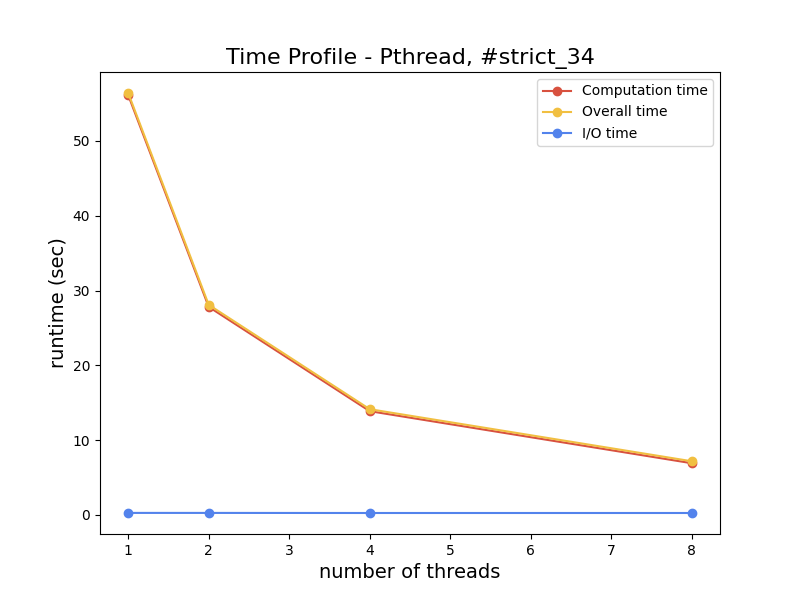 Time Profile - Pthread, #strict_34
Computation time
Overall time
I/O time
runtime (sec)
50
40
30
20
10
0
1 2 3 4 5 6 7 8
number of threads